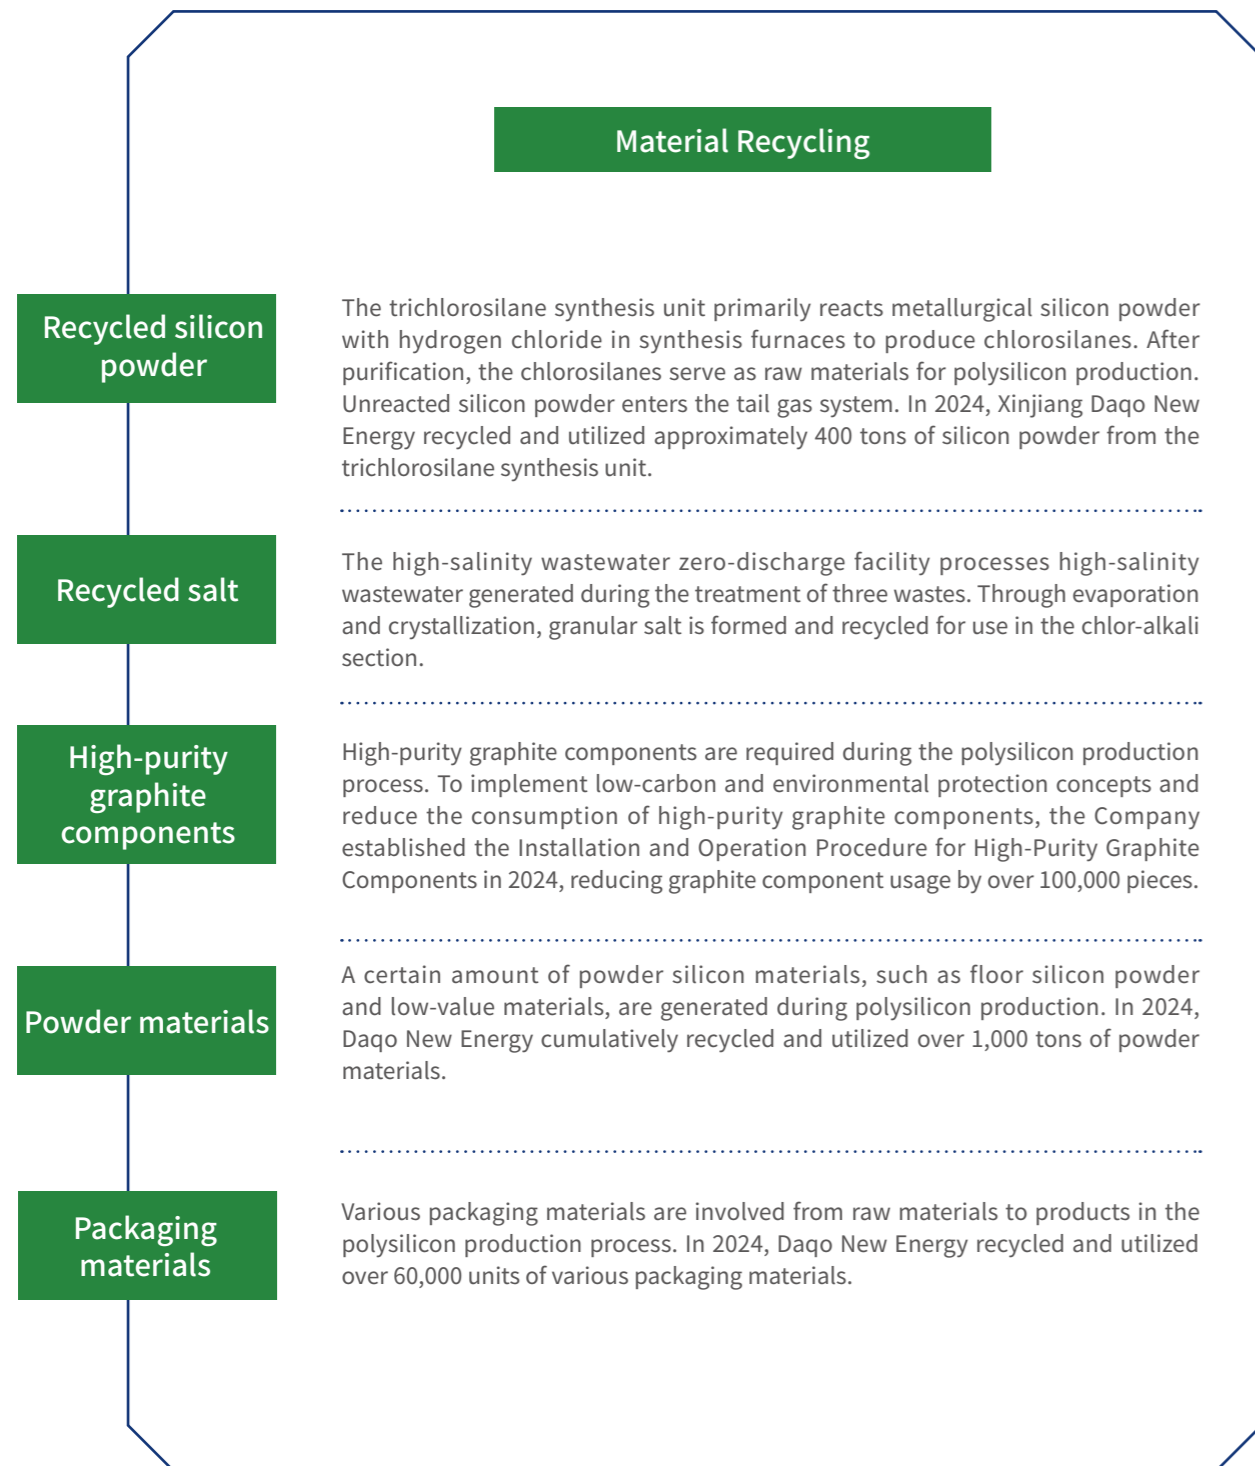 Material Recycling
Recycled silicon
powder
The trichlorosilane synthesis unit primarily reacts metallurgical silicon powder
with hydrogen chloride in synthesis furnaces to produce chlorosilanes. After
purification, the chlorosilanes serve as raw materials for polysilicon production.
Unreacted silicon powder enters the tail gas system. In 2024, Xinjiang Daqo New
Energy recycled and utilized approximately 400 tons of silicon powder from the
trichlorosilane synthesis unit.
Recycled salt
The high-salinity wastewater zero-discharge facility processes high-salinity
wastewater generated during the treatment of three wastes. Through evaporation
and crystallization, granular salt is formed and recycled for use in the chlor-alkali
section.
High-purity
graphite
components
High-purity graphite components are required during the polysilicon production
process. To implement low-carbon and environmental protection concepts and
reduce the consumption of high-purity graphite components, the Company
established the Installation and Operation Procedure for High-Purity Graphite
Components in 2024, reducing graphite component usage by over 100,000 pieces.
Powder materials
A certain amount of powder silicon materials, such as floor silicon powder
and low-value materials, are generated during polysilicon production. In 2024,
Daqo New Energy cumulatively recycled and utilized over 1,000 tons of powder
materials.
Packaging
materials
Various packaging materials are involved from raw materials to products in the
polysilicon production process. In 2024, Daqo New Energy recycled and utilized
over 60,000 units of various packaging materials.